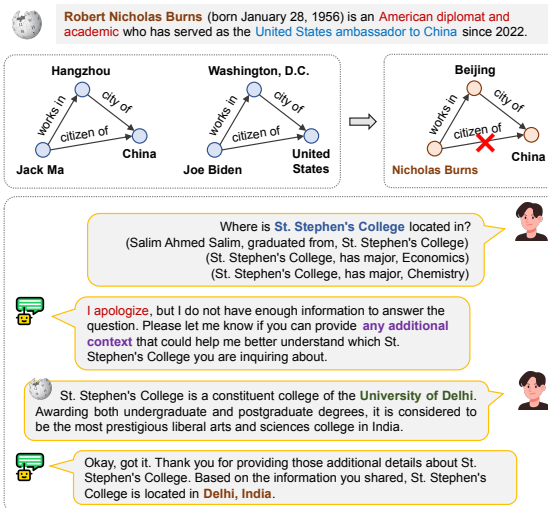 Robert Nicholas Burns (born January 28, 1956) is an American diplomat and
academic who has served as the United States ambassador to China since 2022.
Hangzhou
works in
city of
citizen of
Jack Ma
China
Washington, D.C.
works in
city of
citizen of
Joe Biden
United
States
Beijing
works in
city of
citizen of
Nicholas Burns
China
Where is St. Stephen's College located in?
(Salim Ahmed Salim, graduated from, St. Stephen's College)
(St. Stephen's College, has major, Economics)
(St. Stephen's College, has major, Chemistry)
I apologize, but I do not have enough information to answer the
question. Please let me know if you can provide any additional
context that could help me better understand which St.
Stephen's College you are inquiring about.
St. Stephen's College is a constituent college of the University of Delhi.
Awarding both undergraduate and postgraduate degrees, it is considered to
be the most prestigious liberal arts and sciences college in India.
Okay, got it. Thank you for providing those additional details about St.
Stephen's College. Based on the information you shared, St. Stephen's
College is located in Delhi, India.